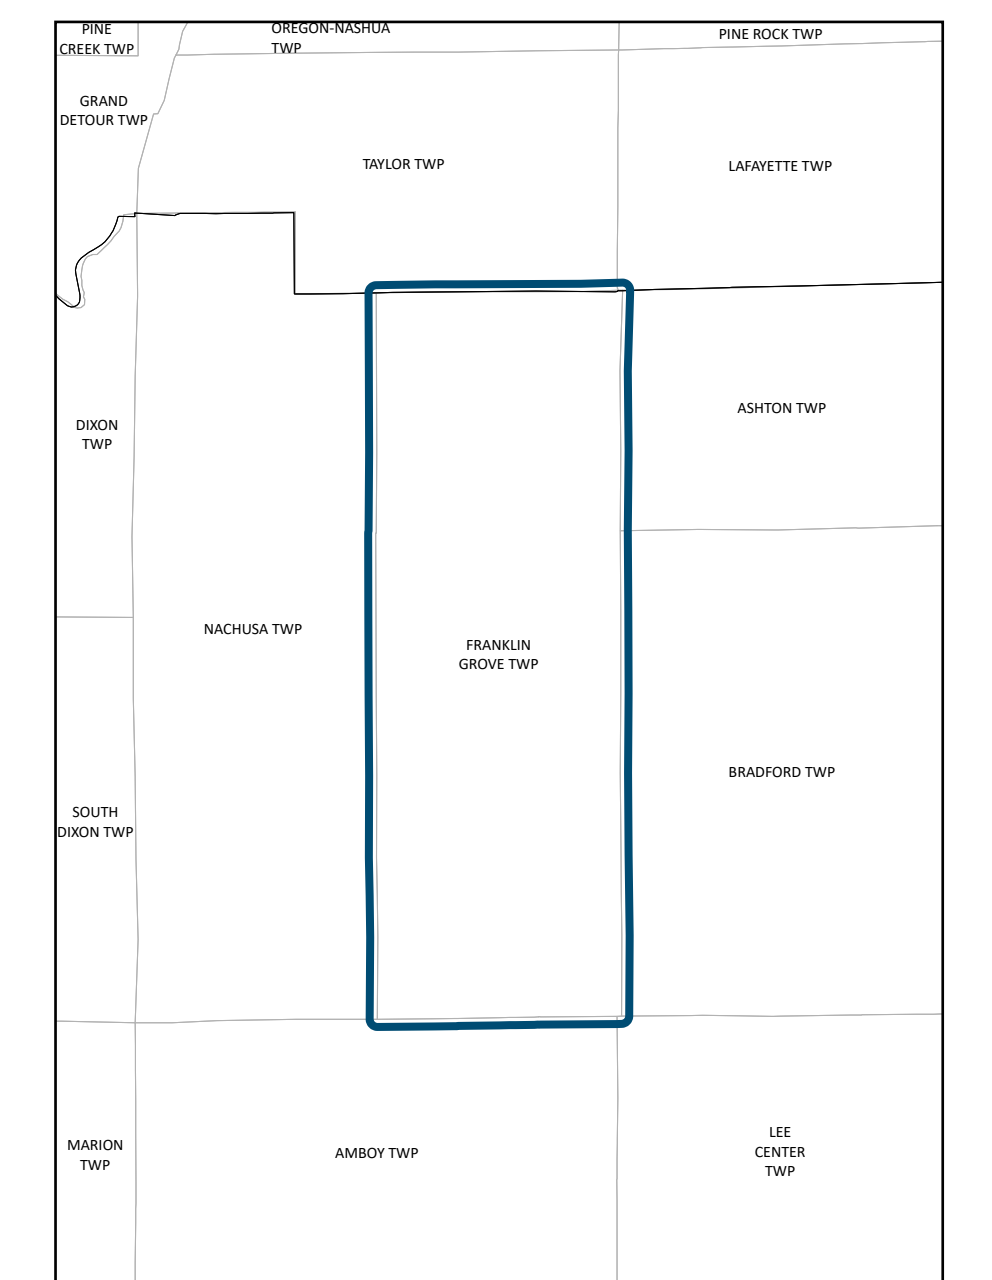 PINE
CREEK TWP
OREGON-NASHUA
TWP
PINE ROCK TWP
GRAND
DETOUR TWP
TAYLOR TWP
LAFAYETTE TWP
DIXON
TWP
ASHTON TWP
NACHUSA TWP
FRANKLIN
GROVE TWP
BRADFORD TWP
SOUTH
DIXON TWP
MARION
TWP
AMBOY TWP
LEE
CENTER
TWP